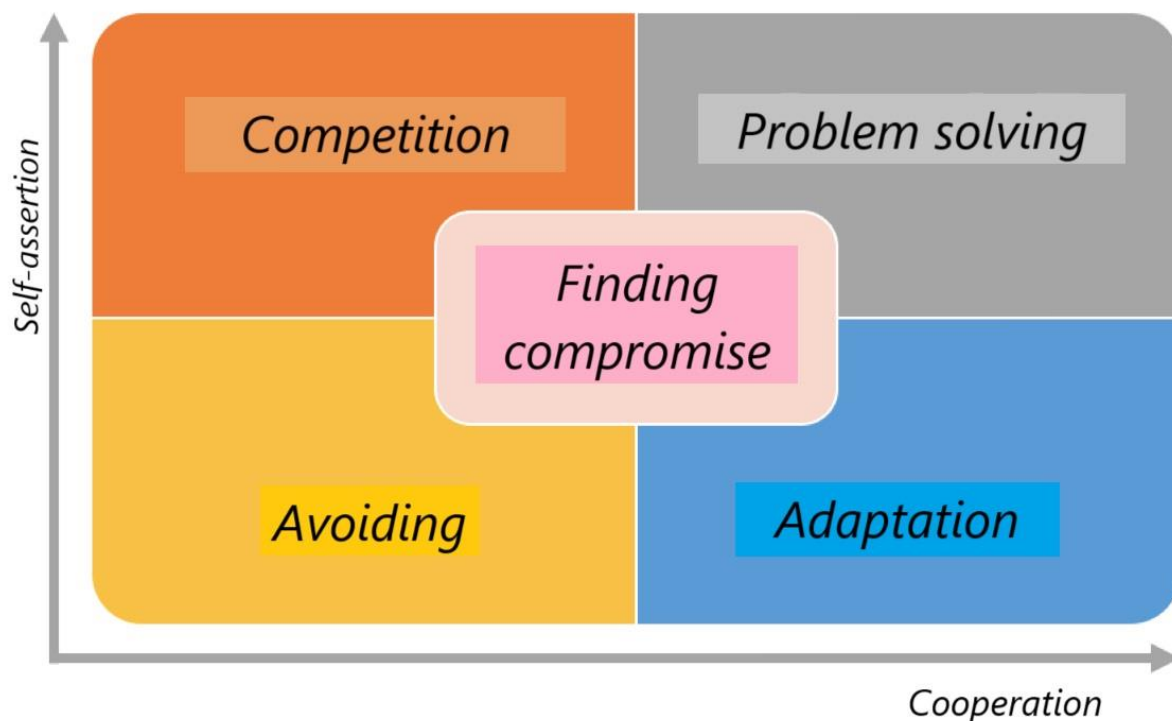 Competition
Problem solving
Self-assertion
Finding
compromise
Avoiding
Adaptation
Cooperation